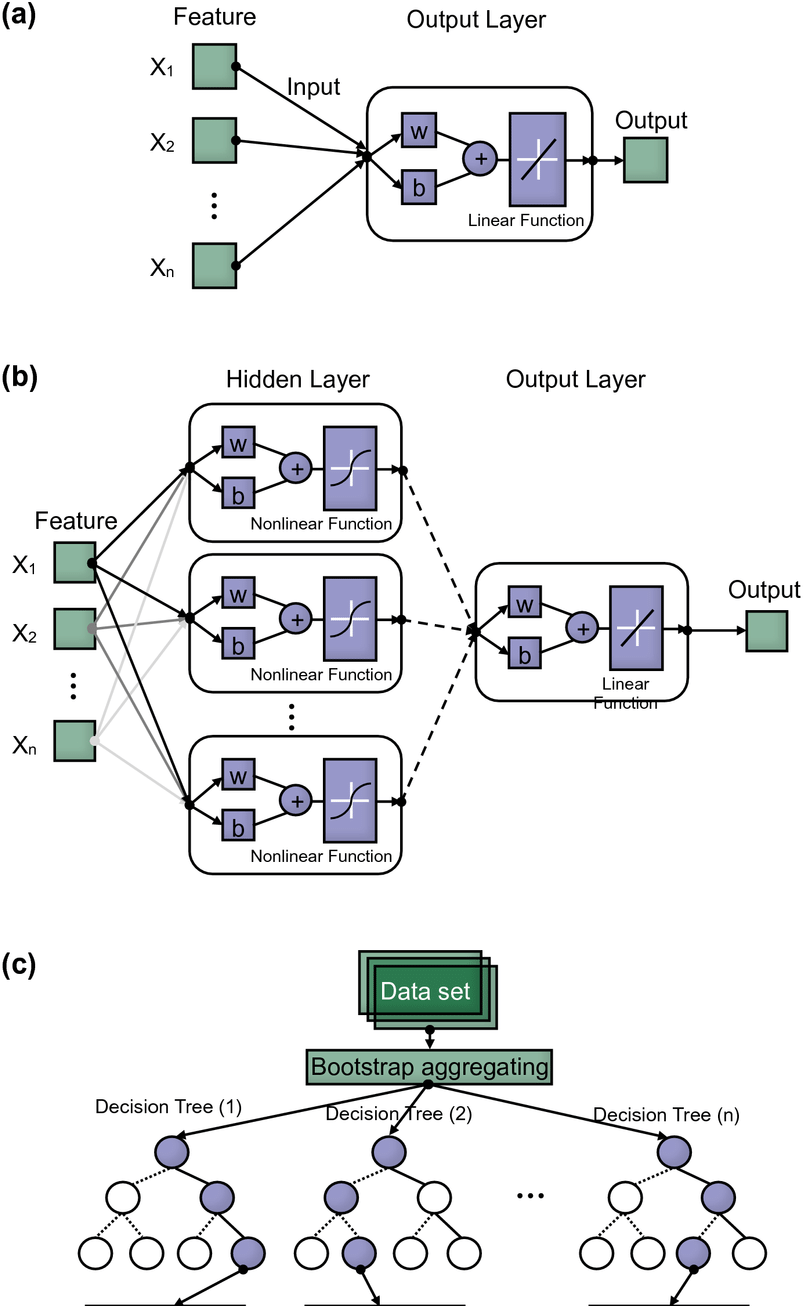 (a)
Feature
Output Layer
X1
Input
X2
w
+
b
Linear Function
Output
Xn
(b)
Hidden Layer
Output Layer
w
+
b
Nonlinear Function
Feature
X1
X2
Xn
w
+
b
Nonlinear Function
w
+
b
Linear
Function
Output
w
+
b
Nonlinear Function
(c)
Data set
Bootstrap aggregating
Decision Tree (1)
Decision Tree (2)
Decision Tree (n)